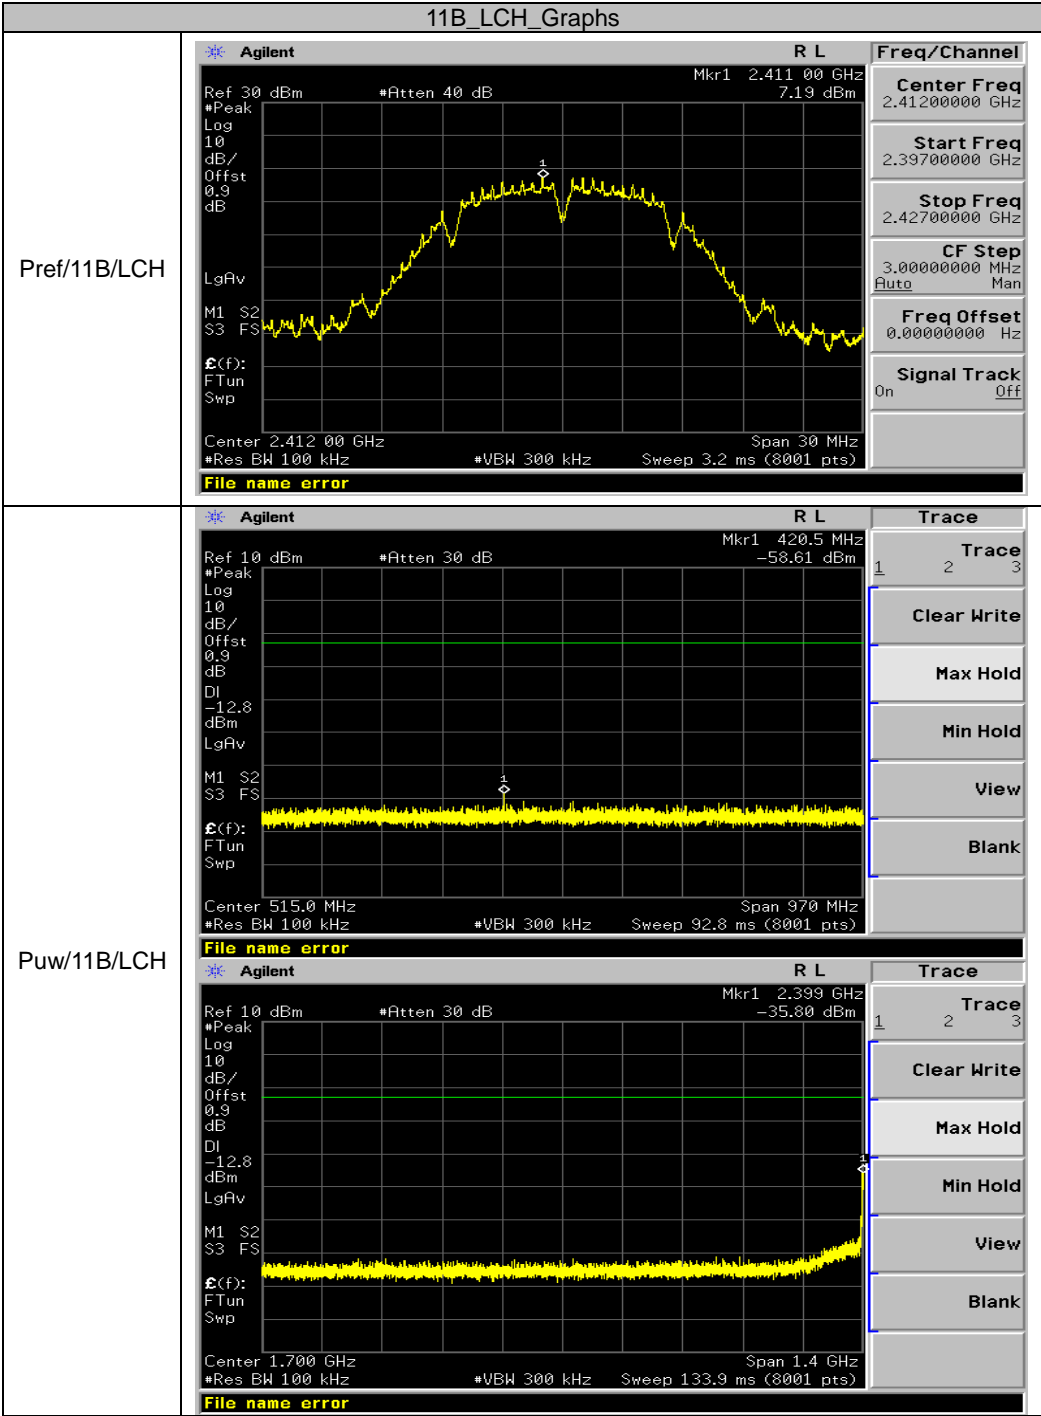 11B_LCH_Graphs
Pref/11B/LCH
Agilent R L Freq/Channel
Mkr1 2.411 00 GHz
Ref 30 dBm #Atten 40 dB 7.19 dBm
#Peak
Log
10
dB/
Offst
0.9
dB
LgAv
M1 S2
S3 FS
£(f):
FTun
Swp
1
Center 2.412 00 GHz Span 30 MHz
#Res BW 100 kHz #VBW 300 kHz Sweep 3.2 ms (8001 pts)
File name error
Center Freq
2.41200000 GHz
Start Freq
2.39700000 GHz
Stop Freq
2.42700000 GHz
CF Step
3.00000000 MHz
Auto Man
Freq Offset
0.00000000 Hz
Signal Track
On Off
Puw/11B/LCH
Agilent R L Trace
Mkr1 420.5 MHz
Ref 10 dBm #Atten 30 dB -58.61 dBm
#Peak
Log
10
dB/
Offst
0.9
dB
DI
-12.8
dBm
LgAv
M1 S2
S3 FS
£(f):
FTun
Swp
1
Center 515.0 MHz Span 970 MHz
#Res BW 100 kHz #VBW 300 kHz Sweep 92.8 ms (8001 pts)
File name error
Trace
1 2 3
Clear Write
Max Hold
Min Hold
View
Blank
Agilent R L Trace
Mkr1 2.399 GHz
Ref 10 dBm #Atten 30 dB -35.80 dBm
#Peak
Log
10
dB/
Offst
0.9
dB
DI
-12.8
dBm
LgAv
M1 S2
S3 FS
£(f):
FTun
Swp
1
Center 1.700 GHz Span 1.4 GHz
#Res BW 100 kHz #VBW 300 kHz Sweep 133.9 ms (8001 pts)
File name error
Trace
1 2 3
Clear Write
Max Hold
Min Hold
View
Blank